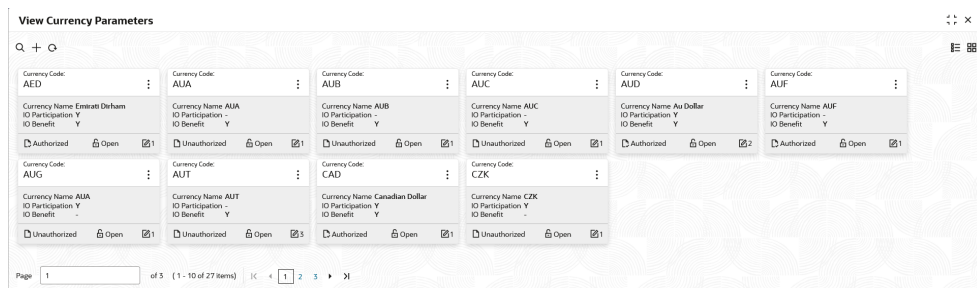 View Currency Parameters
Currency Code:
AED
Currency Name Emirati Dirham
IO Participation Y
IO Benefit Y
Authorized Open 1
Currency Code:
AUA
Currency Name AUA
IO Participation -
IO Benefit Y
Unauthorized Open 1
Currency Code:
AUB
Currency Name AUB
IO Participation -
IO Benefit Y
Unauthorized Open 1
Currency Code:
AUC
Currency Name AUC
IO Participation -
IO Benefit Y
Unauthorized Open 1
Currency Code:
AUD
Currency Name Au Dollar
IO Participation Y
IO Benefit Y
Authorized Open 2
Currency Code:
AUF
Currency Name AUF
IO Participation Y
IO Benefit Y
Authorized Open 1
Currency Code:
AUG
Currency Name AUA
IO Participation Y
IO Benefit -
Unauthorized Open 1
Currency Code:
AUT
Currency Name AUT
IO Participation -
IO Benefit Y
Unauthorized Open 3
Currency Code:
CAD
Currency Name Canadian Dollar
IO Participation Y
IO Benefit Y
Authorized Open 1
Currency Code:
CZK
Currency Name CZK
IO Participation Y
IO Benefit -
Unauthorized Open 1
Page 1 of 3 (1 - 10 of 27 items) 1 2 3